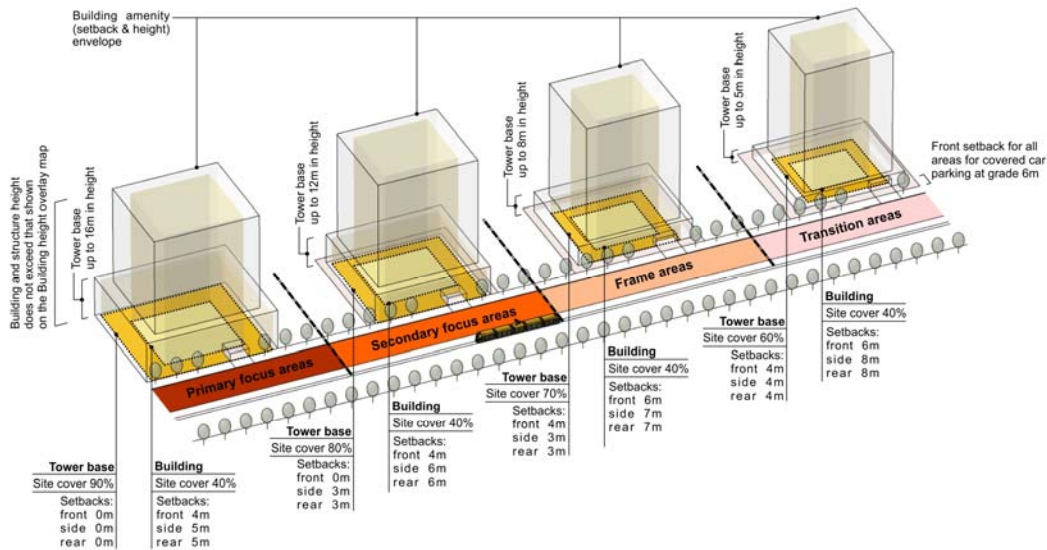 Building amenity
(setback & height)
envelope
Building and structure height
does not exceed that shown
on the Building height overlay map
Tower base
up to 16m in height
Tower base
up to 12m in height
Tower base
up to 8m in height
Tower base
up to 5m in height
Front setback for all
areas for covered car
parking at grade 6m
Primary focus areas
Secondary focus areas
Frame areas
Transition areas
Tower base
Site cover 90%
Setbacks:
front 0m
side 0m
rear 0m
Building
Site cover 40%
Setbacks:
front 4m
side 5m
rear 5m
Tower base
Site cover 80%
Setbacks:
front 0m
side 3m
rear 3m
Building
Site cover 40%
Setbacks:
front 4m
side 6m
rear 6m
Tower base
Site cover 70%
Setbacks:
front 4m
side 3m
rear 3m
Building
Site cover 40%
Setbacks:
front 6m
side 7m
rear 7m
Tower base
Site cover 60%
Setbacks:
front 4m
side 4m
rear 4m
Building
Site cover 40%
Setbacks:
front 6m
side 8m
rear 8m